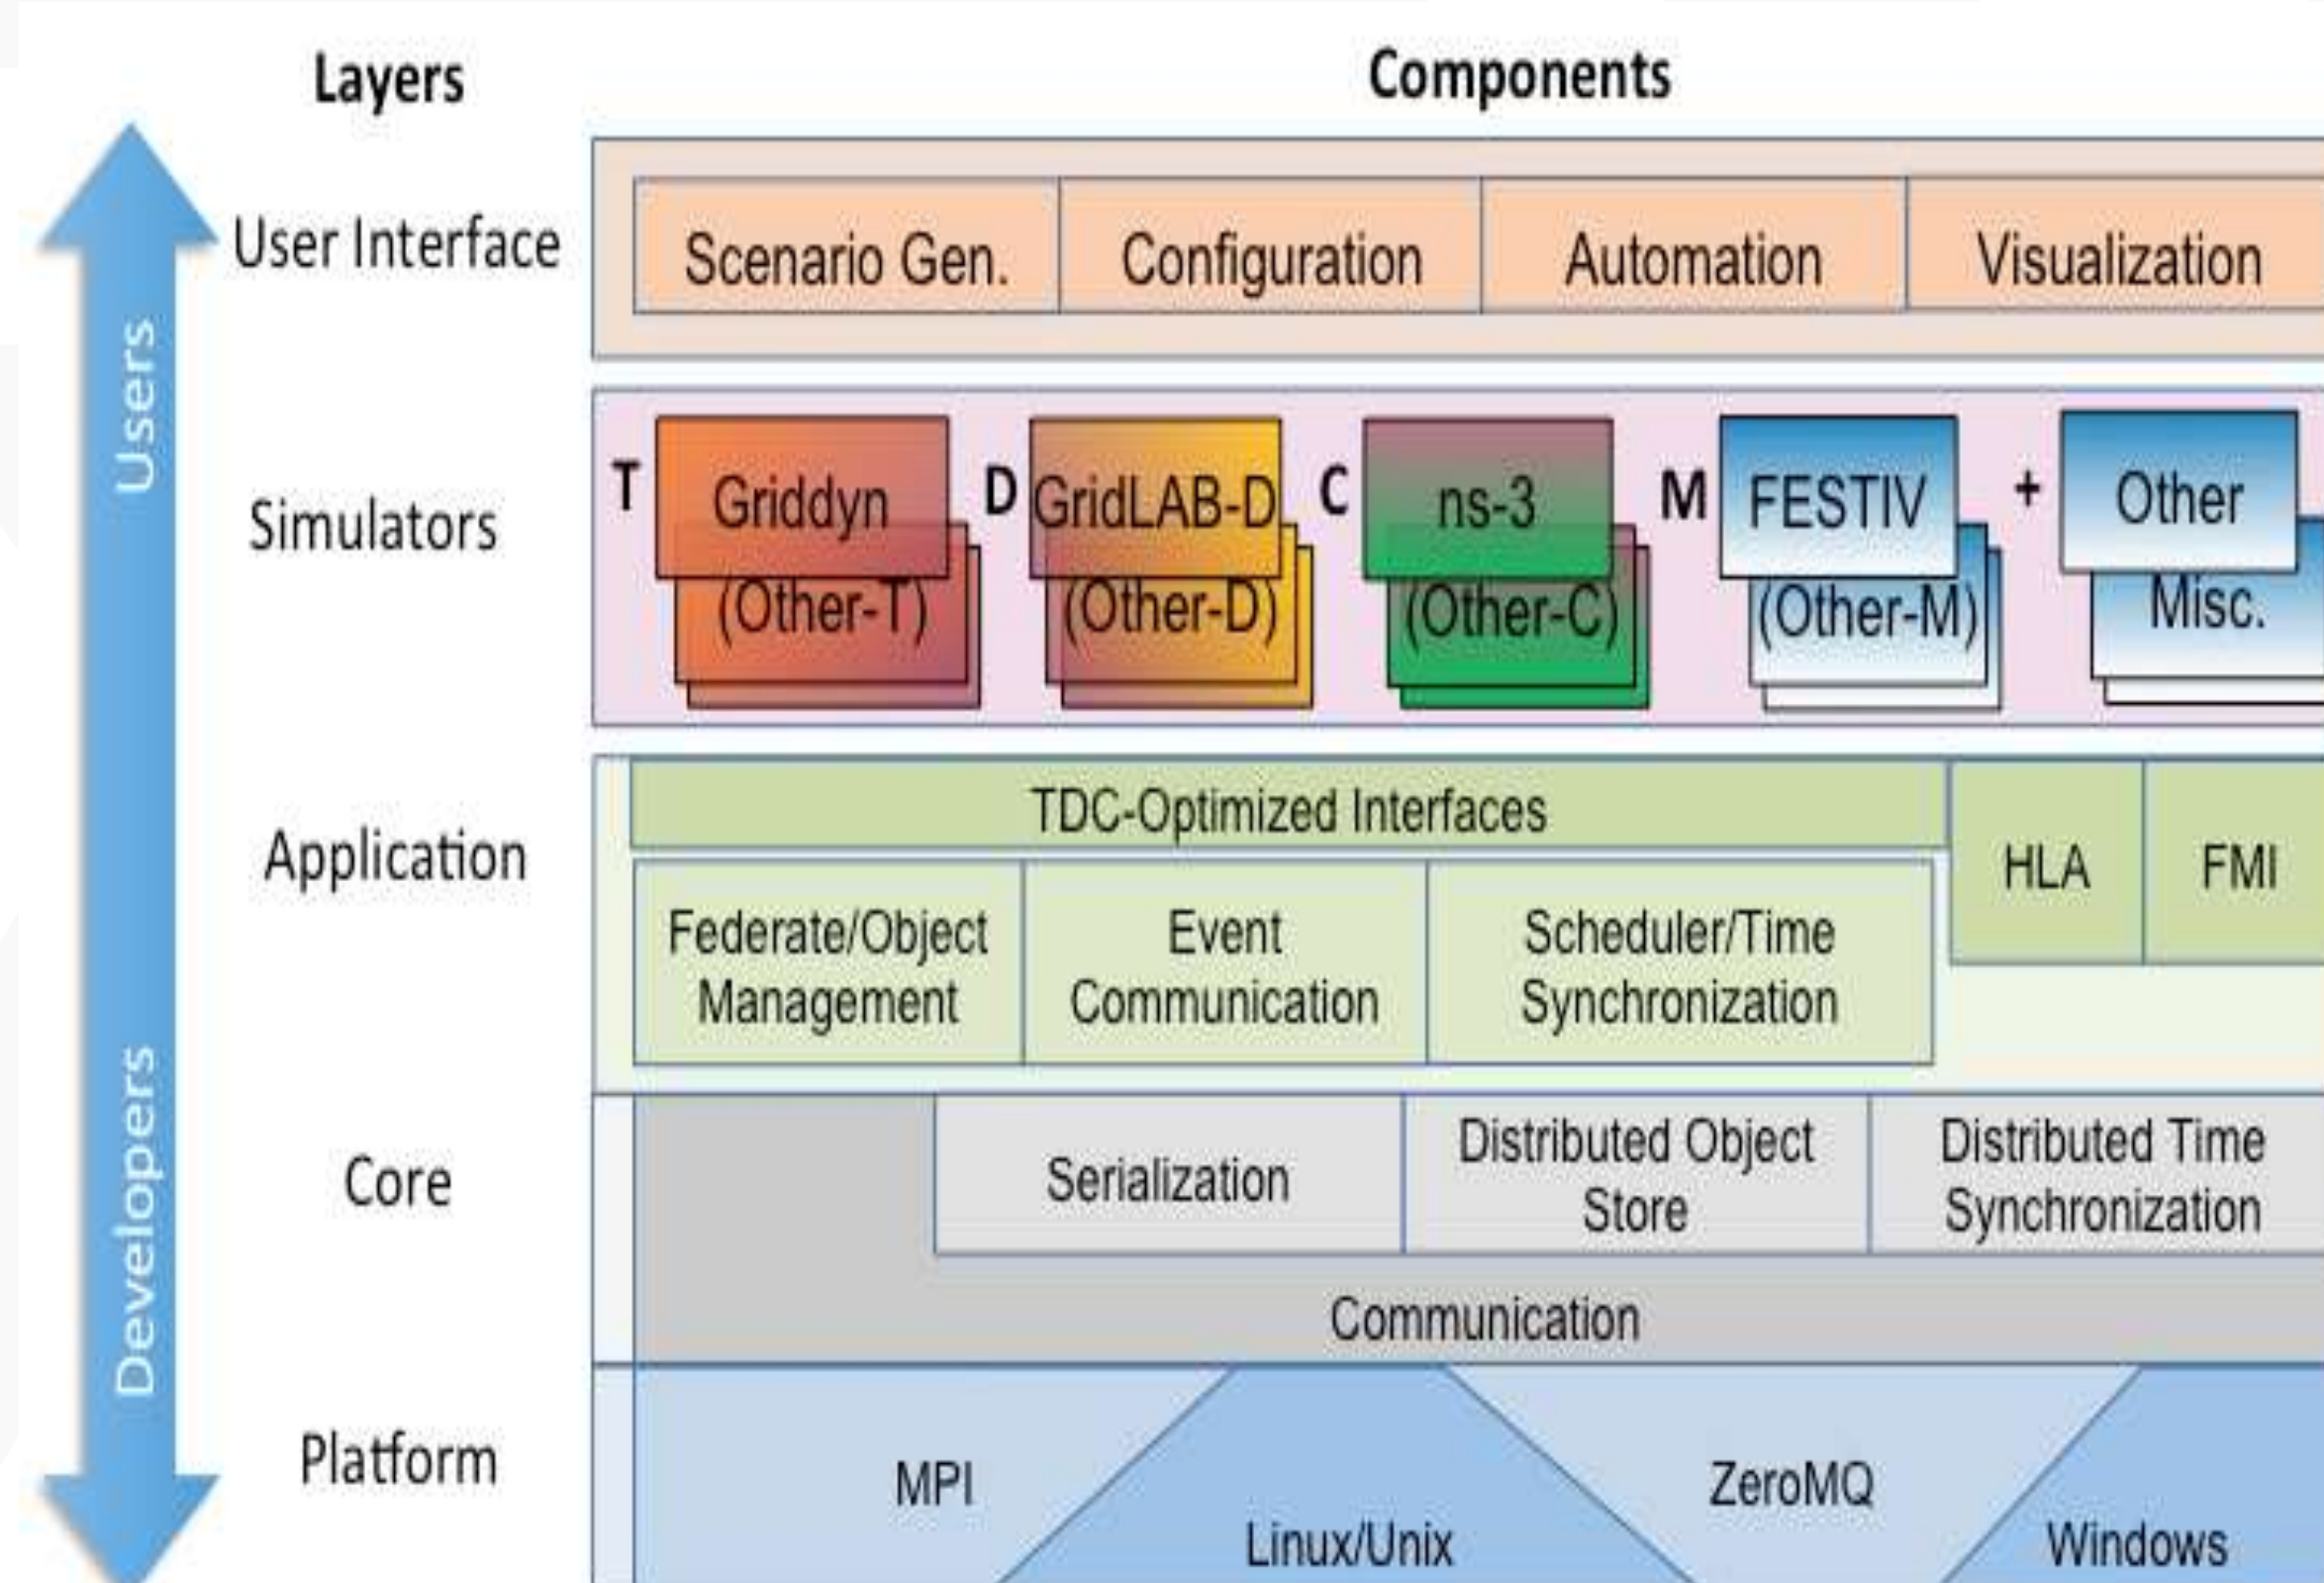 Layers
Components
Users
Developers
User Interface
Scenario Gen.
Configuration
Automation
Visualization
Simulators
T
Griddyn
(Other-T)
D
GridLAB-D
(Other-D)
C
ns-3
(Other-C)
M
FESTIV
(Other-M)
+
Other
Misc.
Application
TDC-Optimized Interfaces
HLA
FMI
Federate/Object
Management
Event
Communication
Scheduler/Time
Synchronization
Core
Serialization
Distributed Object
Store
Distributed Time
Synchronization
Communication
Platform
MPI
Linux/Unix
ZeroMQ
Windows